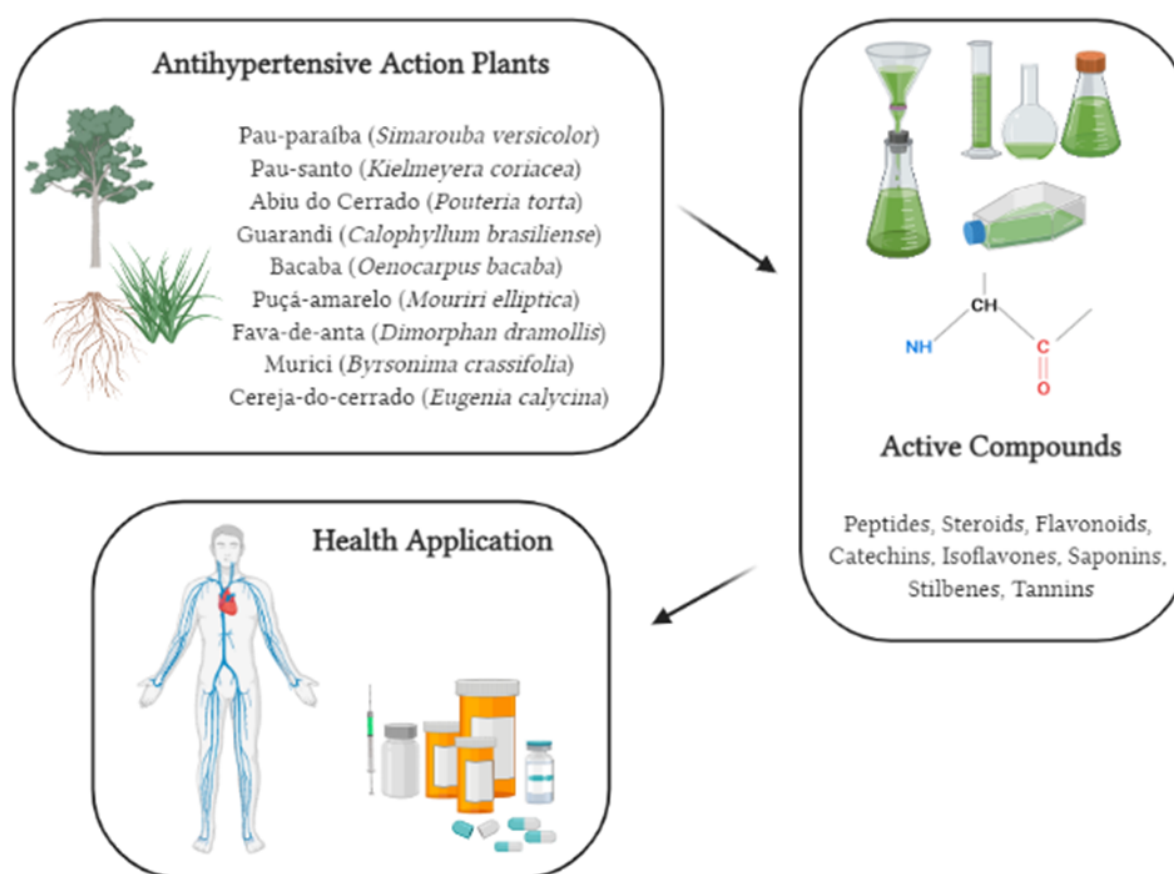 Antihypertensive Action Plants
Pau-paraíba (Simarouba versicolor)
Pau-santo (Kielmeyera coriacea)
Abiu do Cerrado (Pouteria torta)
Guarandi (Calophyllum brasiliense)
Bacaba (Oenocarpus bacaba)
Puçá-amarelo (Mouriri elliptica)
Fava-de-anta (Dimorphan dramollis)
Murici (Byrsonima crassifolia)
Cereja-do-cerrado (Eugenia calycina)
CH
NH
C
O
Active Compounds
Peptides, Steroids, Flavonoids,
Catechins, Isoflavones, Saponins,
Stilbenes, Tannins
Health Application